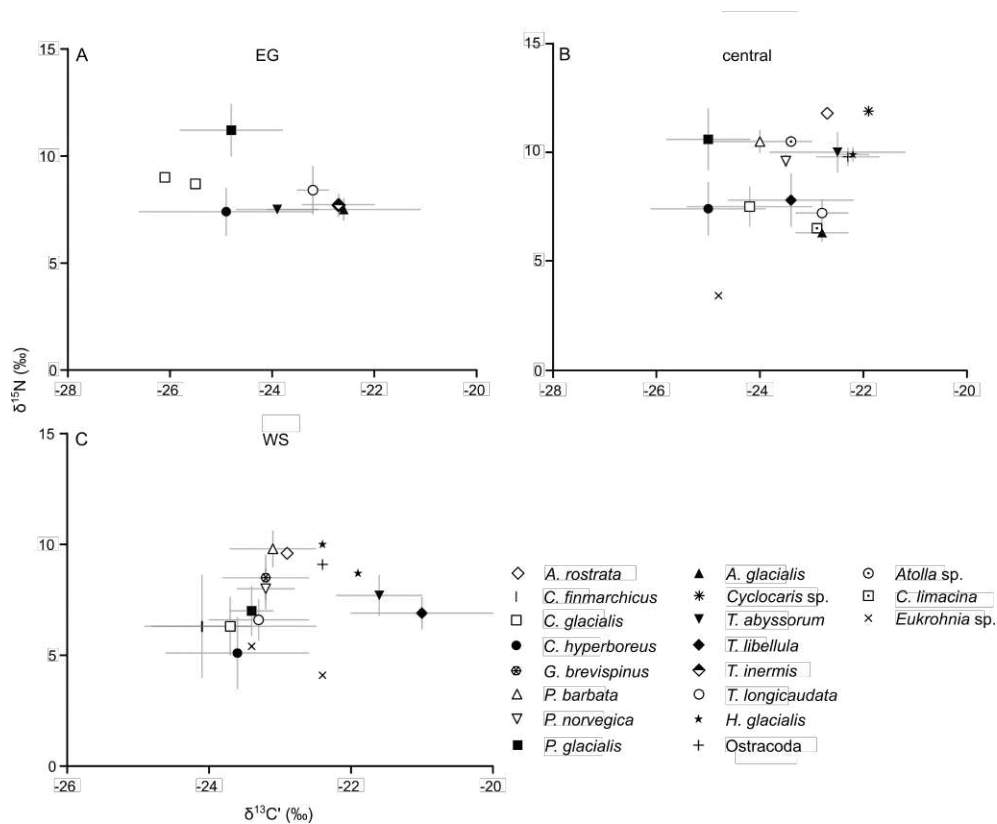 A EG
15
10
5
0
-28 -26 -24 -22 -20
B central
15
10
5
0
-28 -26 -24 -22 -20
δ¹⁵N (‰)
C WS
15
10
5
0
-26 -24 -22 -20
δ¹³C' (‰)
A. rostrata
C. finmarchicus
C. glacialis
C. hyperboreus
G. brevispinus
P. barbata
P. norvegica
P. glacialis
A. glacialis
Cyclocaris sp.
T. abyssorum
T. libellula
T. inermis
T. longicaudata
H. glacialis
Ostracoda
Atolla sp.
C. limacina
Eukrohnia sp.